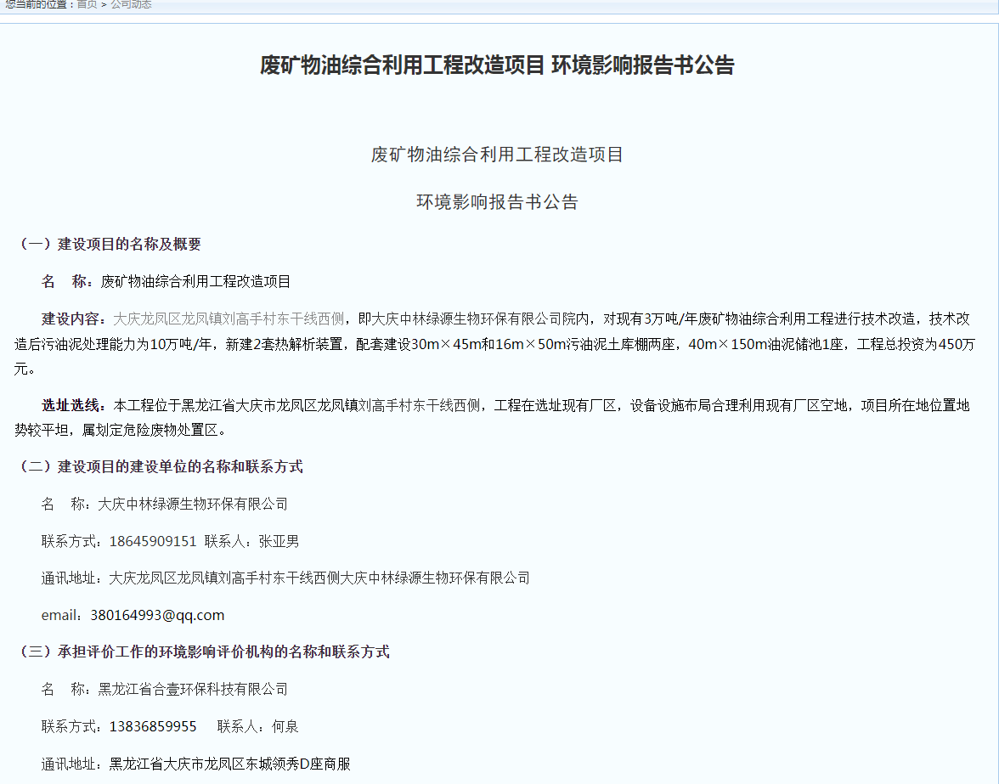 您当前的位置：首页 > 公司动态
废矿物油综合利用工程改造项目 环境影响报告书公告
废矿物油综合利用工程改造项目
环境影响报告书公告
（一）建设项目的名称及概要
名 称：废矿物油综合利用工程改造项目
建设内容：大庆龙凤区龙凤镇刘高手村东干线西侧，即大庆中林绿源生物环保有限公司院内，对现有3万吨/年废矿物油综合利用工程进行技术改造，技术改
造后污油泥处理能力为10万吨/年，新建2套热解析装置，配套建设30m×45m和16m×50m污油泥土库棚两座，40m×150m油泥储池1座，工程总投资为450万
元。
选址选线：本工程位于黑龙江省大庆市龙凤区龙凤镇刘高手村东干线西侧，工程在选址现有厂区，设备设施布局合理利用现有厂区空地，项目所在地位置地
势较平坦，属划定危险废物处置区。
（二）建设项目的建设单位的名称和联系方式
名 称：大庆中林绿源生物环保有限公司
联系方式：18645909151 联系人：张亚男
通讯地址：大庆龙凤区龙凤镇刘高手村东干线西侧大庆中林绿源生物环保有限公司
email：380164993@qq.com
（三）承担评价工作的环境影响评价机构的名称和联系方式
名 称：黑龙江省合壹环保科技有限公司
联系方式：13836859955 联系人：何泉
通讯地址：黑龙江省大庆市龙凤区东城领秀D座商服